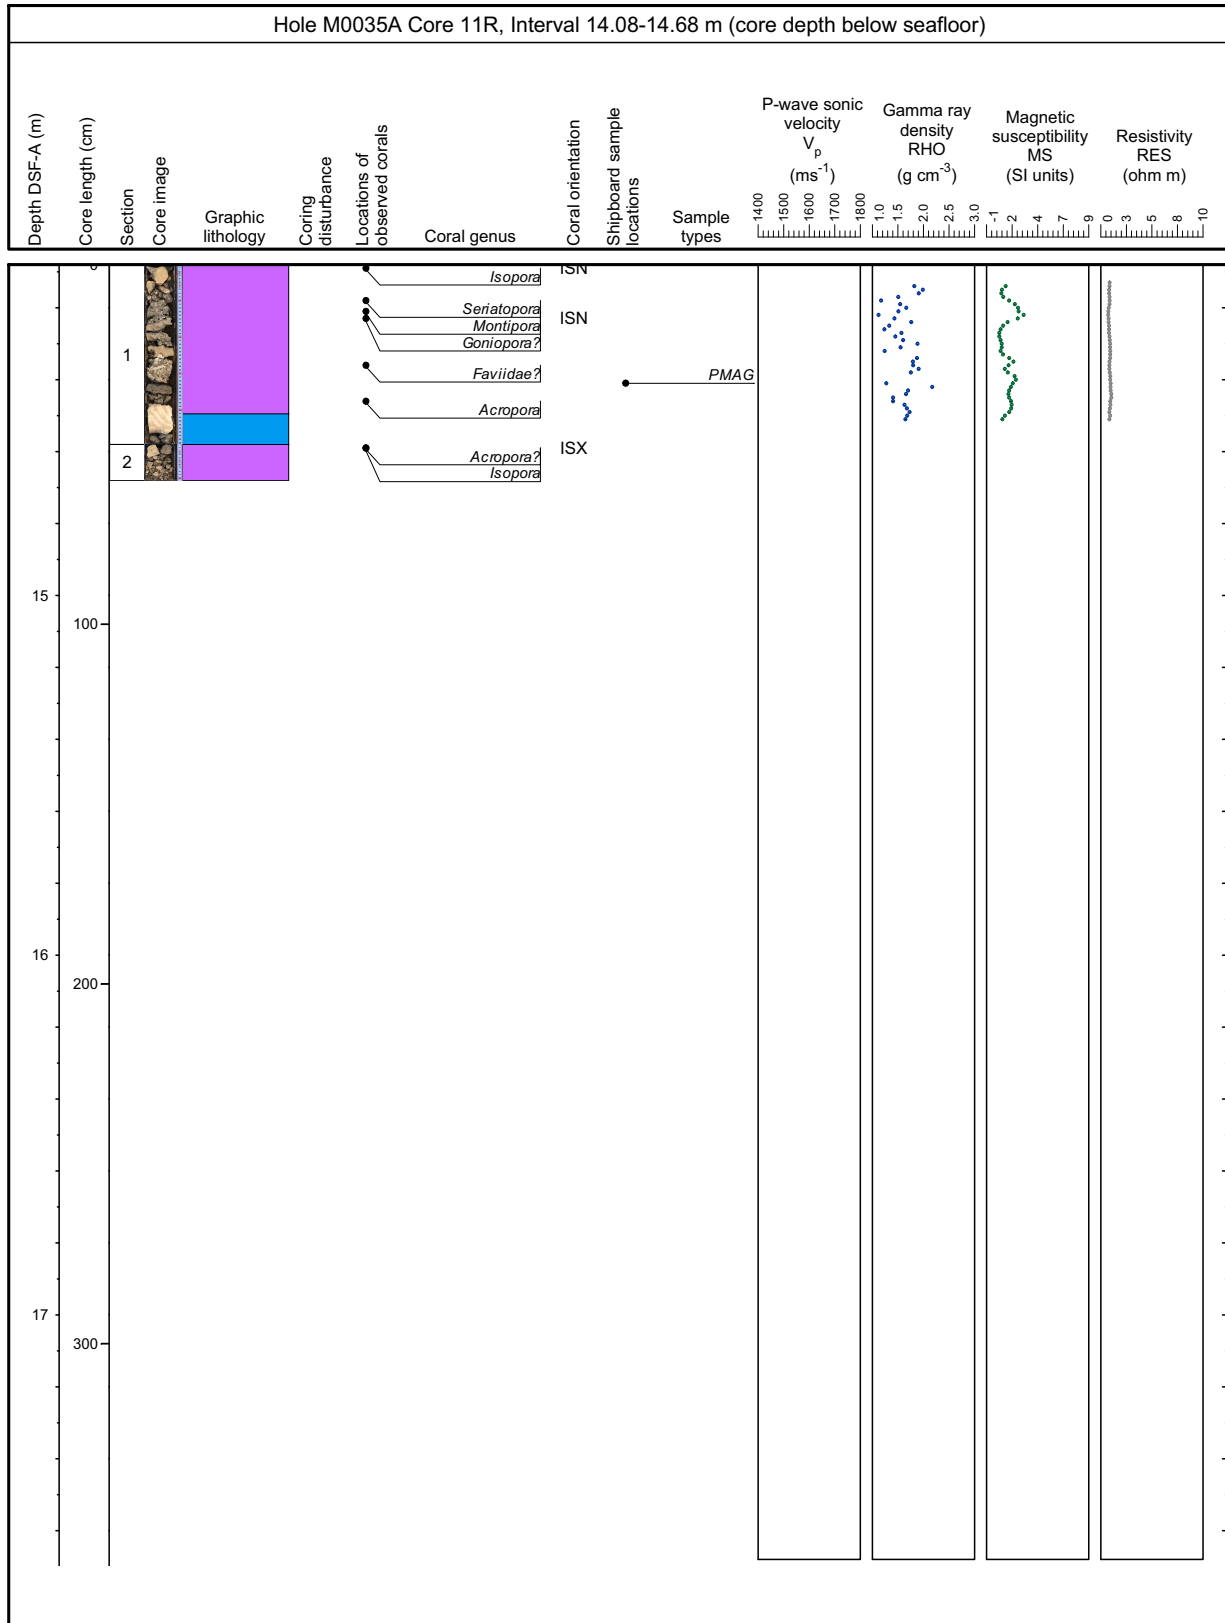 Hole M0035A Core 11R, Interval 14.08-14.68 m (core depth below seafloor)
Depth DSF-A (m)
Core length (cm)
Section
Core image
Graphic
lithology
Coring
disturbance
Locations of
observed corals
Coral genus
Coral orientation
Shipboard sample
locations
Sample
types
P-wave sonic
velocity
Vp
(ms-1)
1400
1500
1600
1700
1800
Gamma ray
density
RHO
(g cm-3)
1.0
1.5
2.0
2.5
3.0
Magnetic
susceptibility
MS
(SI units)
-1
2
4
7
9
Resistivity
RES
(ohm m)
0
3
5
8
10
0
Isopora
ISN
Seriatopora
Montipora
ISN
Goniopora?
1
Faviidae?
PMAG
Acropora
2
Acropora?
ISX
Isopora
15
100
16
200
17
300